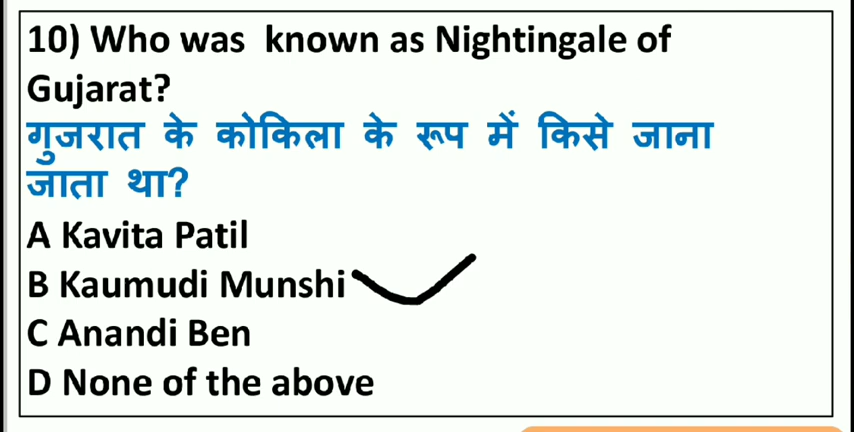 10) Who was known as Nightingale of
Gujarat?
गुजरात के कोकिला के रूप में किसे जाना
जाता था?
A Kavita Patil
B Kaumudi Munshi
C Anandi Ben
D None of the above